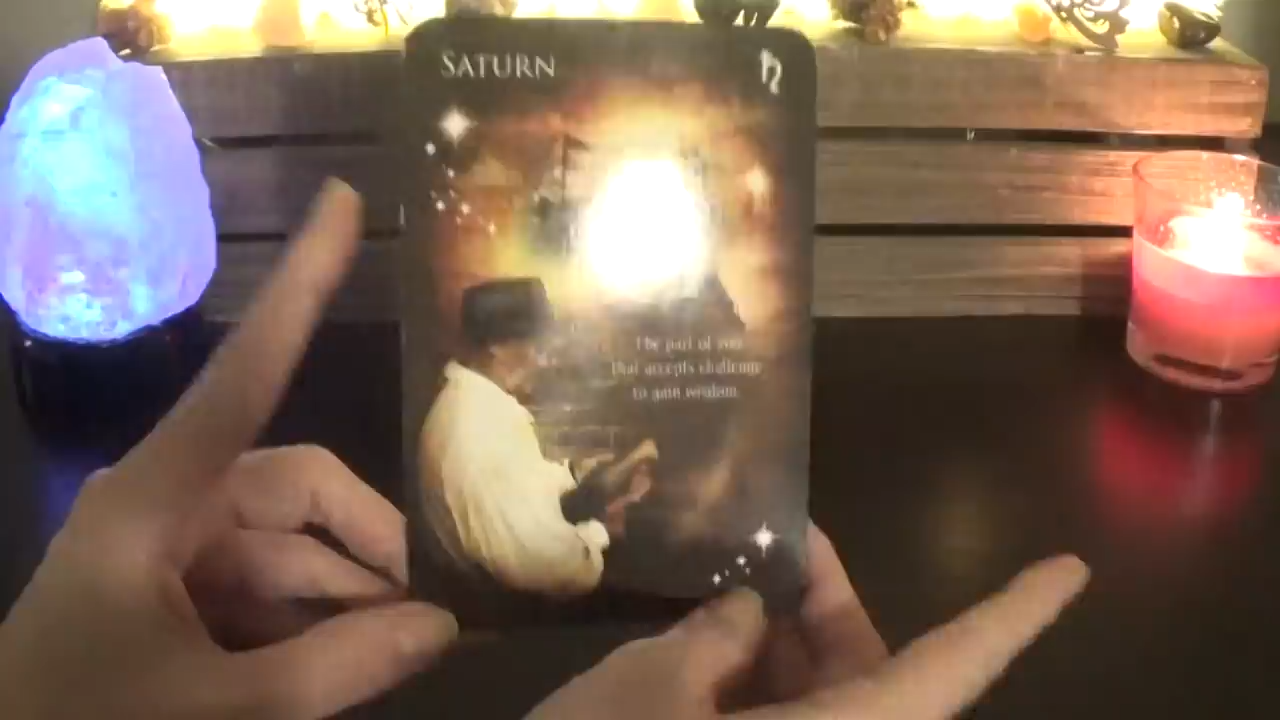 SATURN
♄
The part of you
that accepts challenge
to gain wisdom.